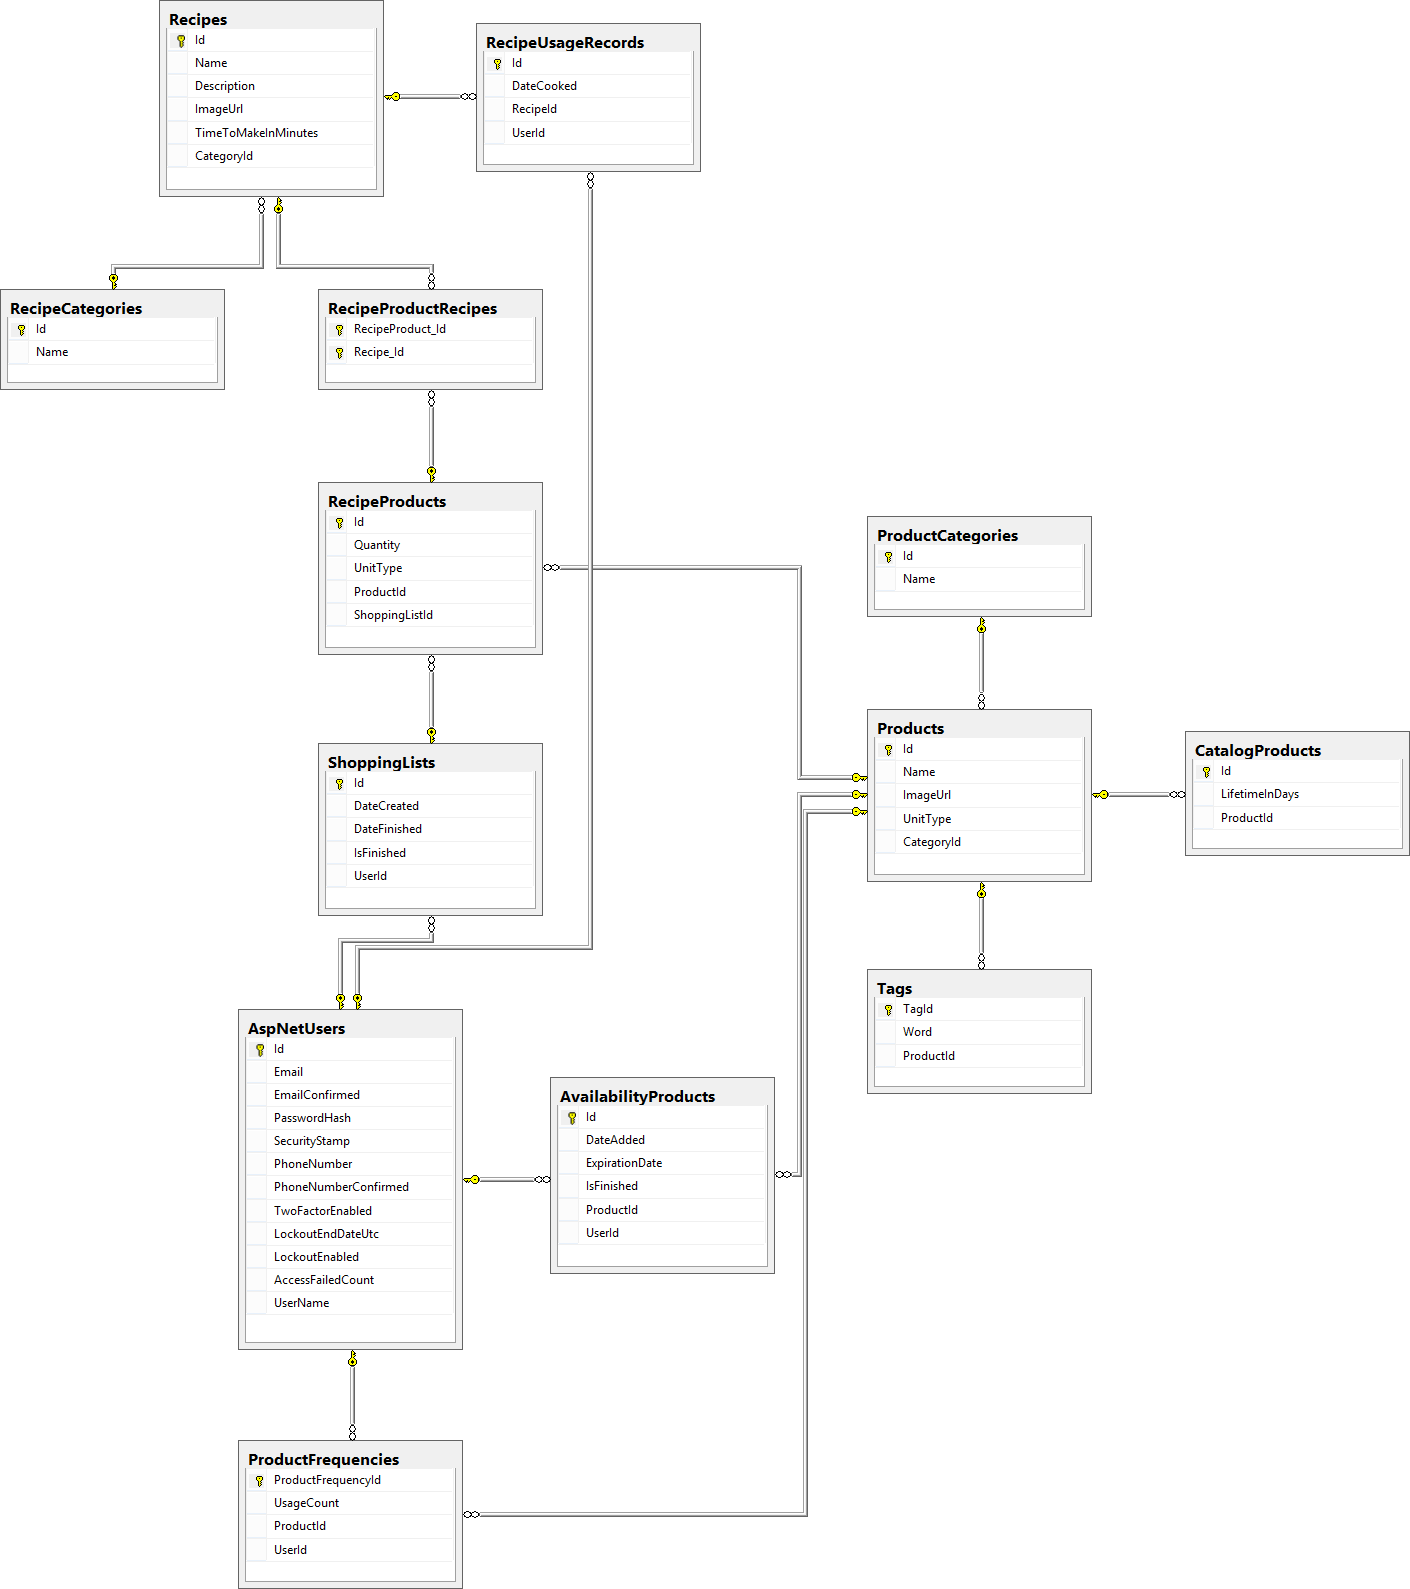 Recipes
Id
Name
Description
ImageUrl
TimeToMakeInMinutes
CategoryId
RecipeUsageRecords
Id
DateCooked
RecipeId
UserId
RecipeCategories
Id
Name
RecipeProductRecipes
RecipeProduct_Id
Recipe_Id
RecipeProducts
Id
Quantity
UnitType
ProductId
ShoppingListId
ProductCategories
Id
Name
Products
Id
Name
ImageUrl
UnitType
CategoryId
CatalogProducts
Id
LifetimeInDays
ProductId
ShoppingLists
Id
DateCreated
DateFinished
IsFinished
UserId
Tags
TagId
Word
ProductId
AspNetUsers
Id
Email
EmailConfirmed
PasswordHash
SecurityStamp
PhoneNumber
PhoneNumberConfirmed
TwoFactorEnabled
LockoutEndDateUtc
LockoutEnabled
AccessFailedCount
UserName
AvailabilityProducts
Id
DateAdded
ExpirationDate
IsFinished
ProductId
UserId
ProductFrequencies
ProductFrequencyId
UsageCount
ProductId
UserId